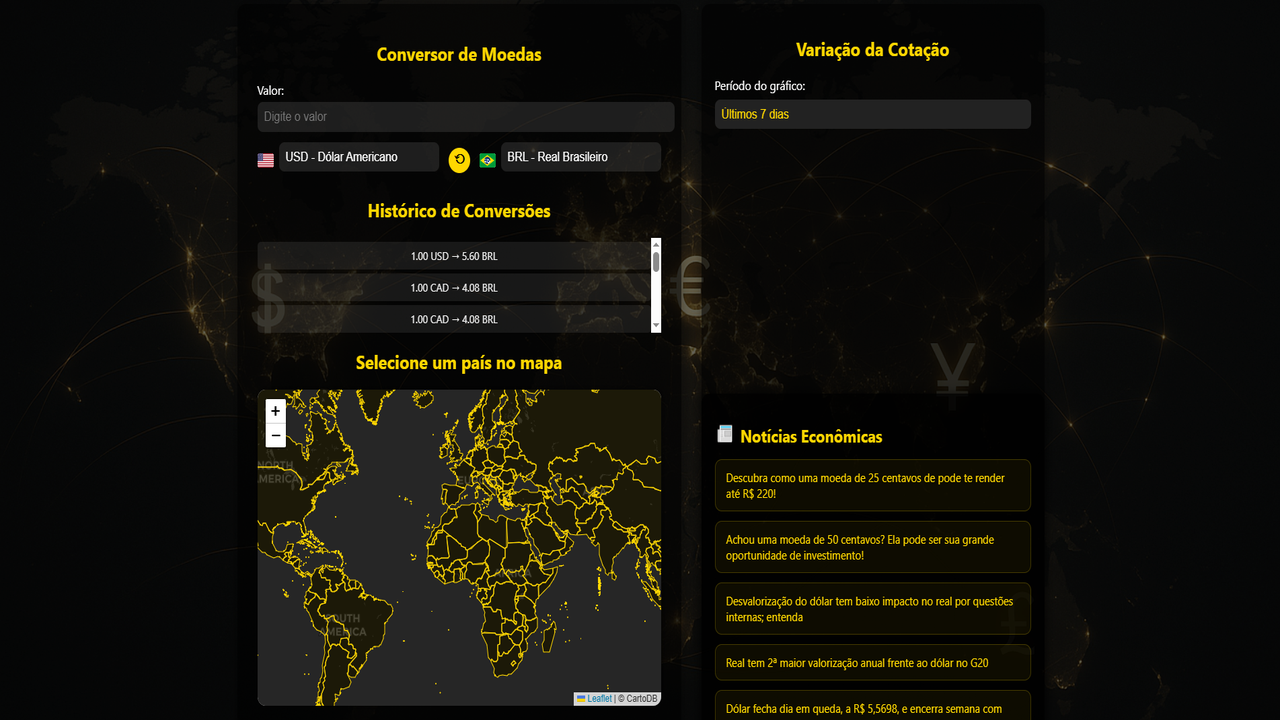 Conversor de Moedas
Valor:
Digite o valor
USD - Dólar Americano
BRL - Real Brasileiro
Histórico de Conversões
1.00 USD → 5.60 BRL
1.00 CAD → 4.08 BRL
1.00 CAD → 4.08 BRL
$
€
Selecione um país no mapa
+
−
NORTH
AMERICA
SOUTH
AMERICA
Leaflet | © CartoDB
Variação da Cotação
Período do gráfico:
Últimos 7 dias
¥
Notícias Econômicas
Descubra como uma moeda de 25 centavos de pode te render
até R$ 220!
Achou uma moeda de 50 centavos? Ela pode ser sua grande
oportunidade de investimento!
Desvalorização do dólar tem baixo impacto no real por questões
internas; entenda
£
Real tem 2ª maior valorização anual frente ao dólar no G20
Dólar fecha dia em queda, a R$ 5,5698, e encerra semana com